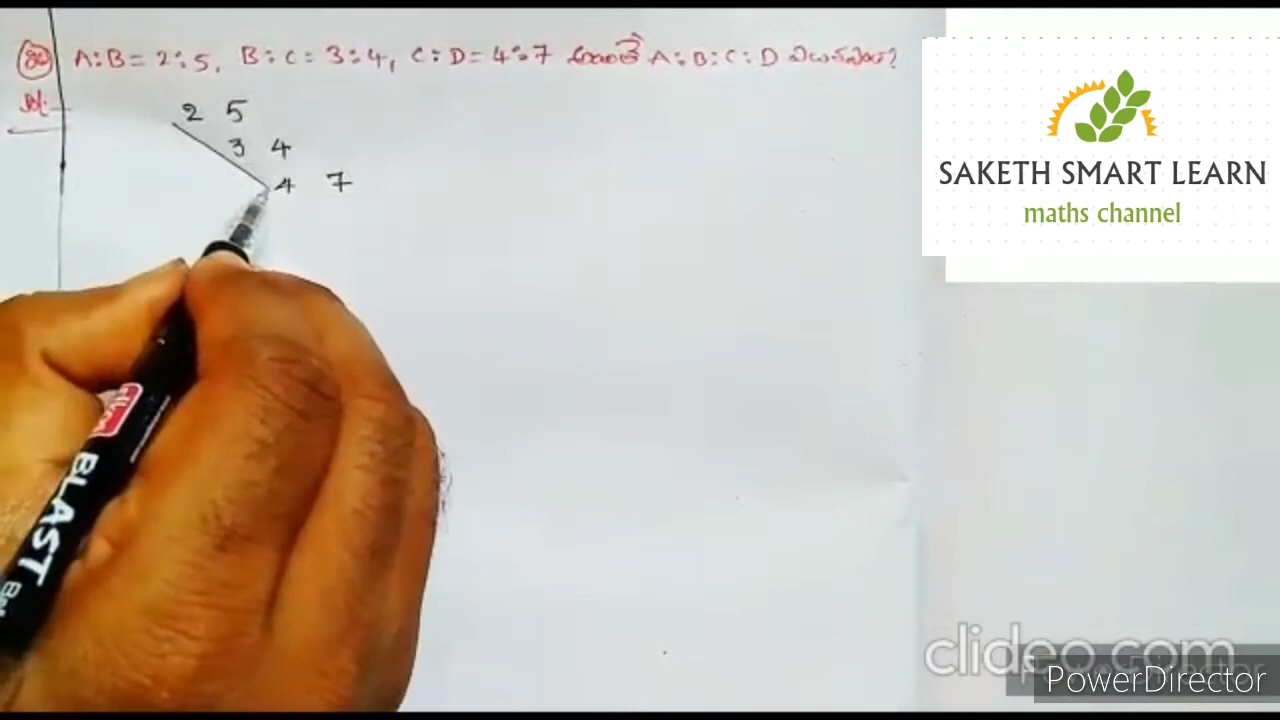 A:B = 2:5, B:C = 3:4, C:D = 4:7 అయితే A:B:C:D విలువ ఎంత?
2 5
3 4
4 7
SAKETH SMART LEARN
maths channel
BLAST
clideo.com
PowerDirector